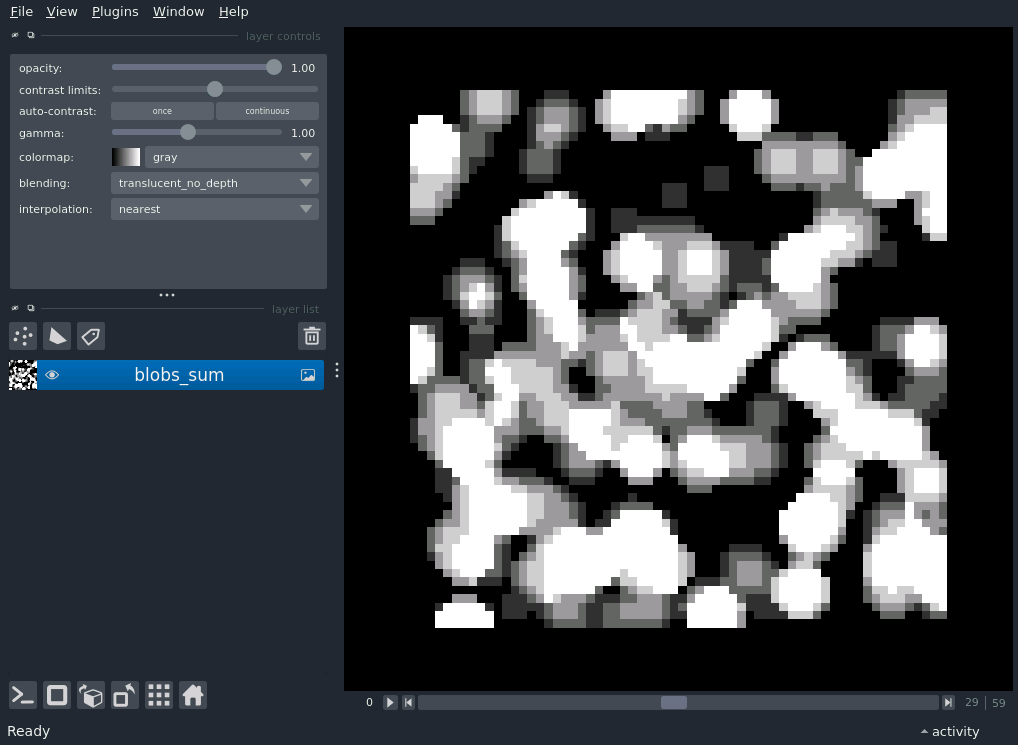 File View Plugins Window Help
layer controls
opacity: 1.00
contrast limits:
auto-contrast: once continuous
gamma: 1.00
colormap: gray
blending: translucent_no_depth
interpolation: nearest
layer list
blobs_sum
0 29 59
Ready activity